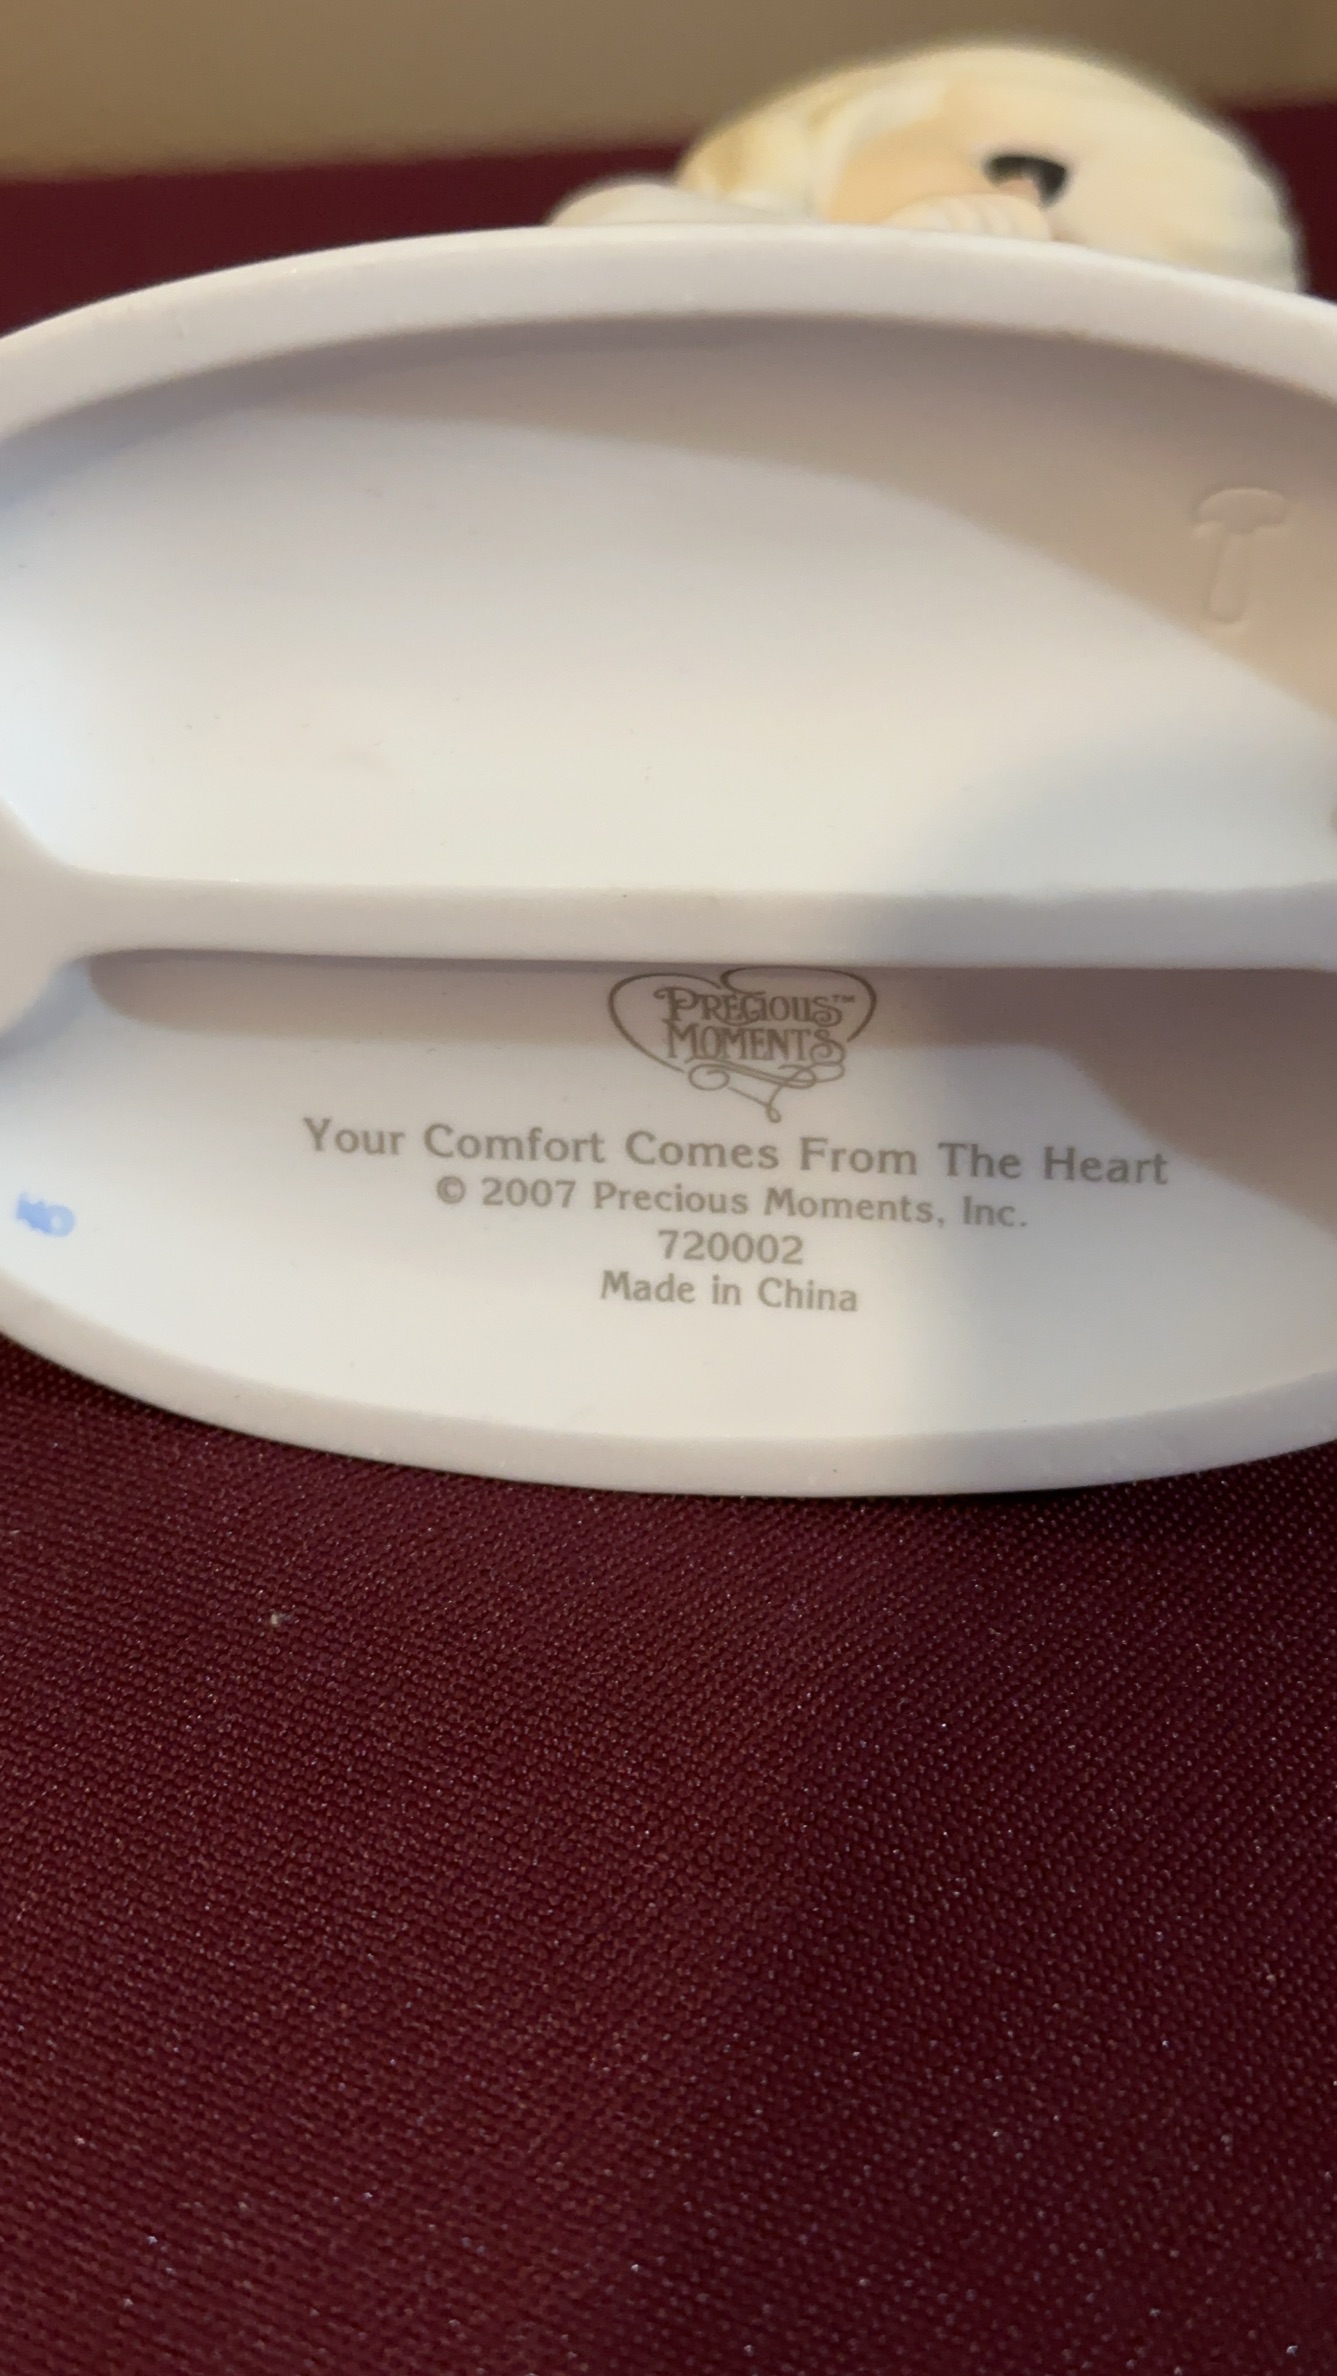 PRECIOUS™
MOMENTS
Your Comfort Comes From The Heart
© 2007 Precious Moments, Inc.
720002
Made in China